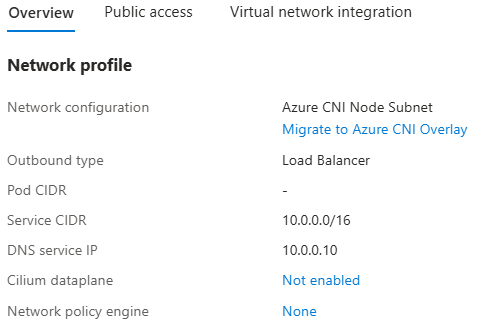 Overview Public access Virtual network integration
Network profile
Network configuration Azure CNI Node Subnet
Migrate to Azure CNI Overlay
Outbound type Load Balancer
Pod CIDR -
Service CIDR 10.0.0.0/16
DNS service IP 10.0.0.10
Cilium dataplane Not enabled
Network policy engine None